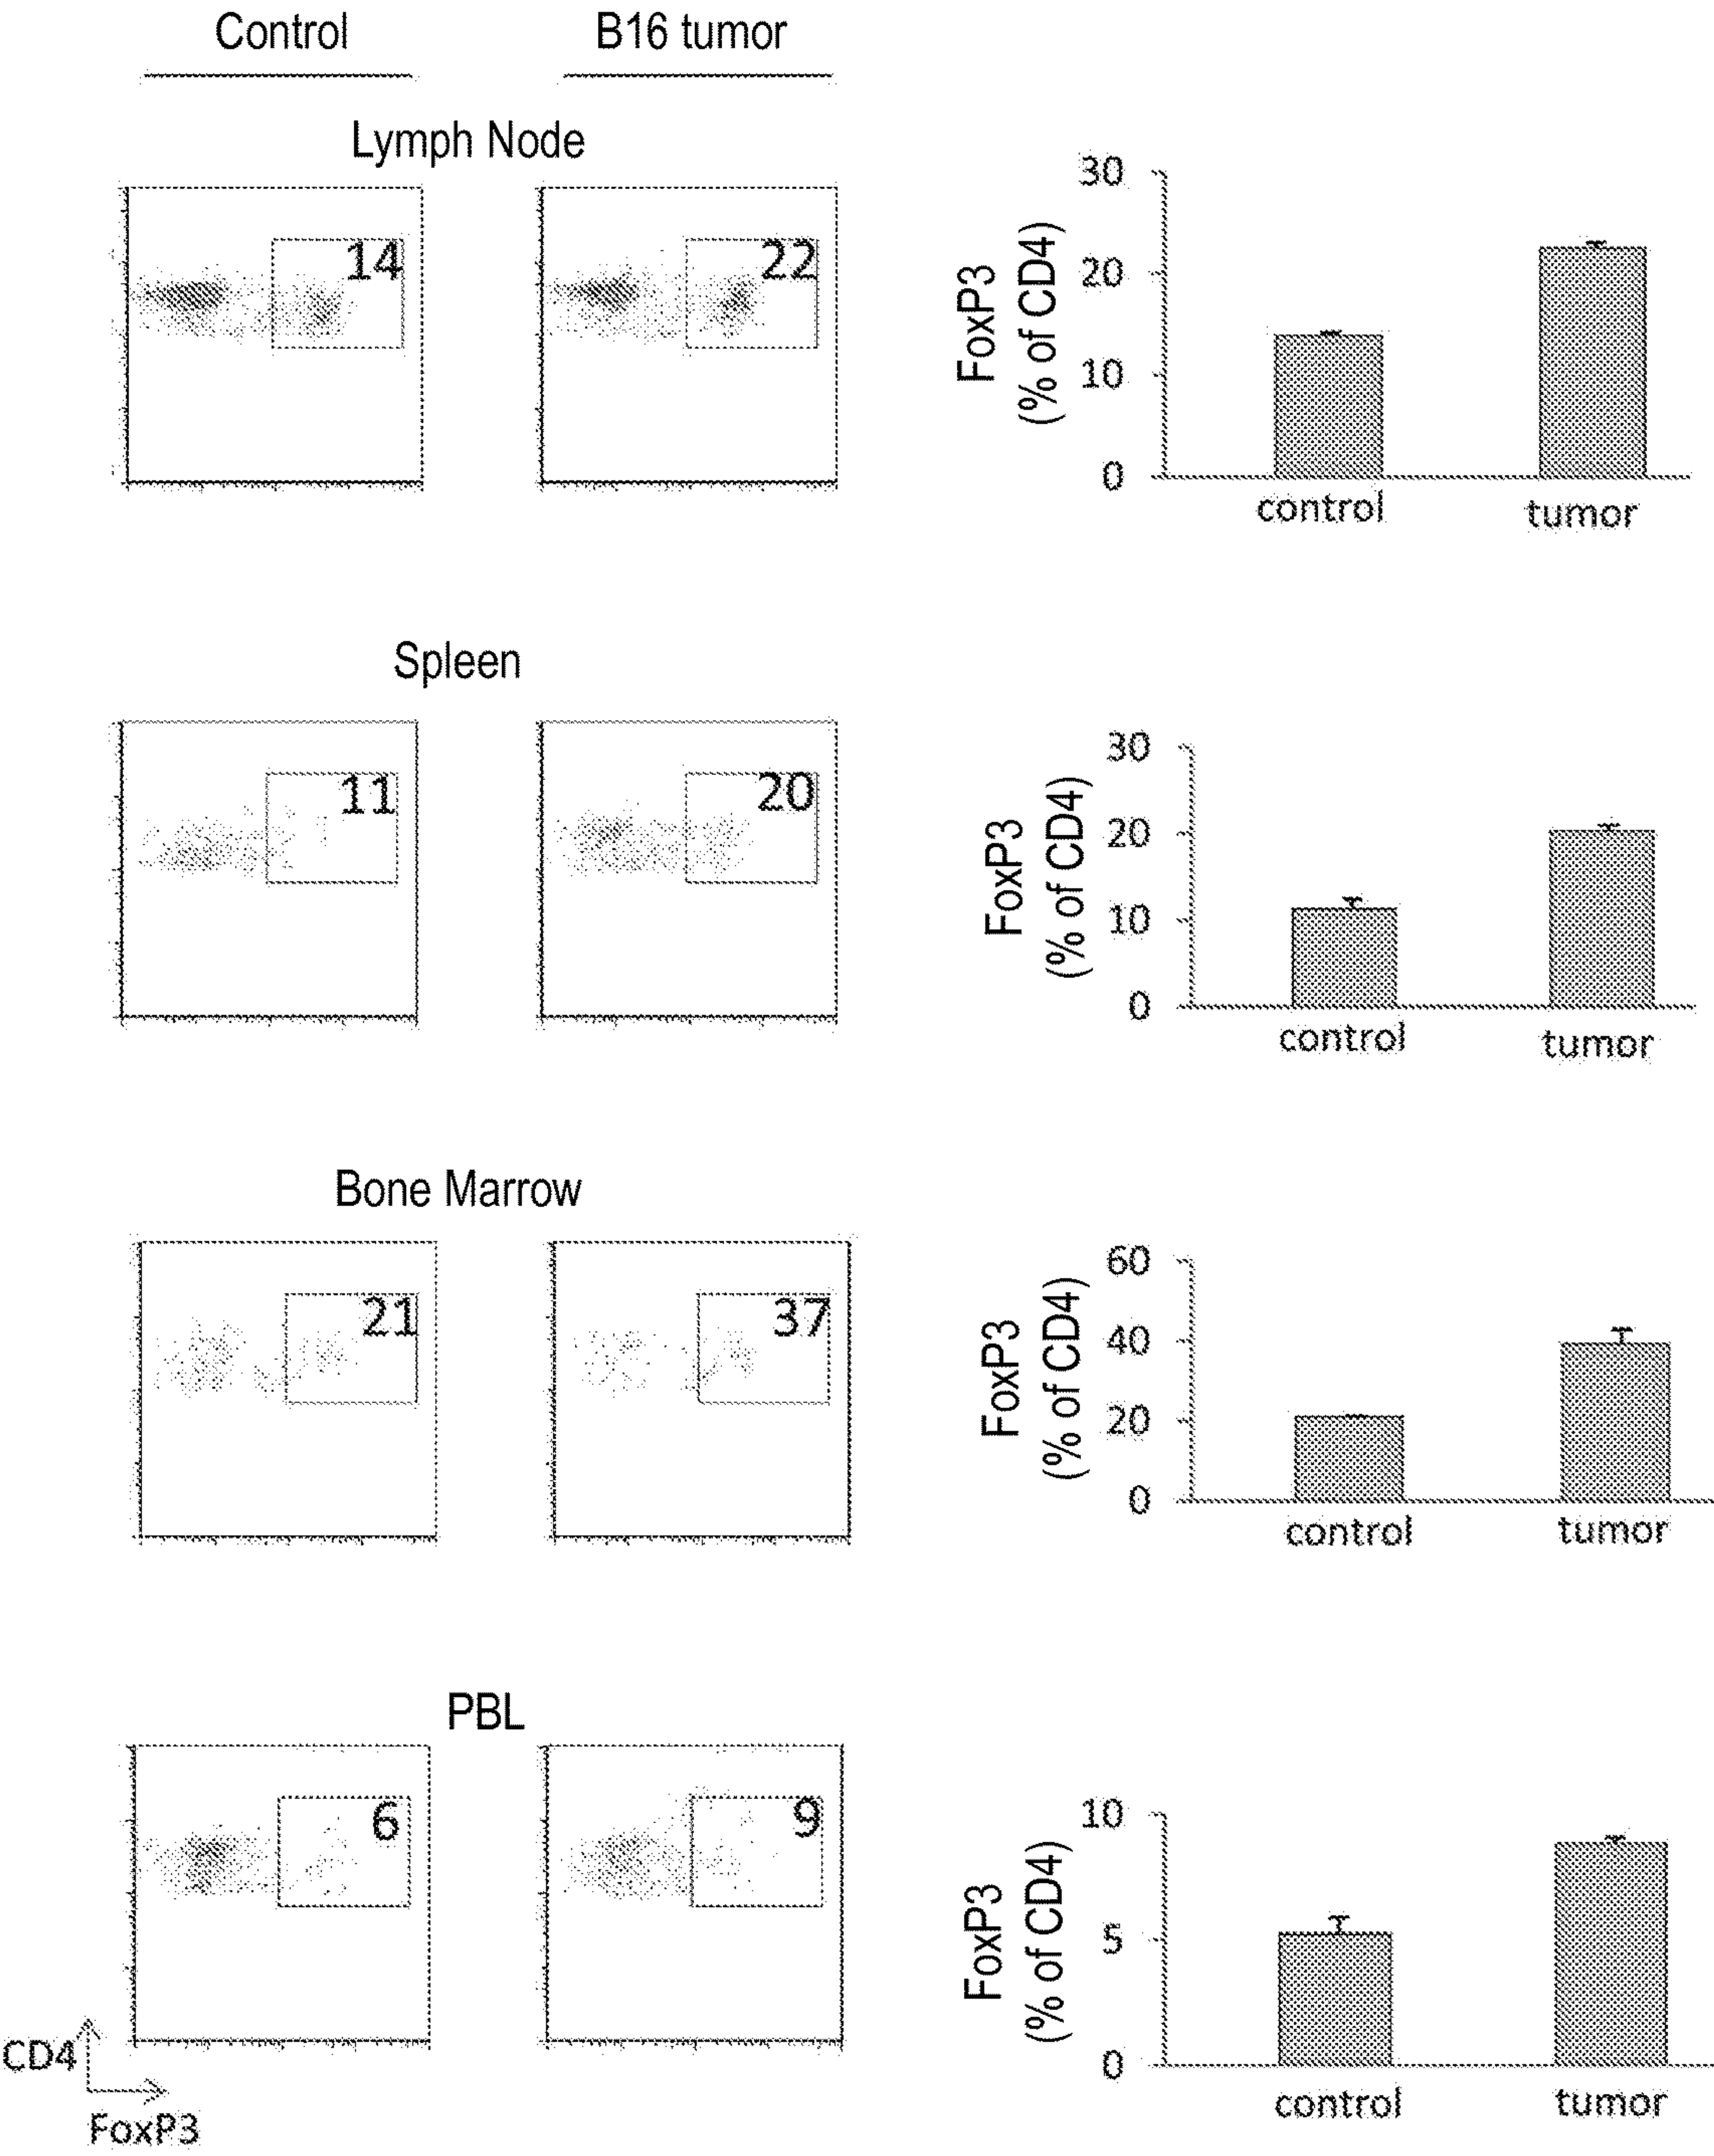 Control B16 tumor
Lymph Node
14 22
FoxP3
(% of CD4)
30
20
10
0
control tumor
Spleen
11 20
FoxP3
(% of CD4)
30
20
10
0
control tumor
Bone Marrow
21 37
FoxP3
(% of CD4)
60
40
20
0
control tumor
PBL
6 9
FoxP3
(% of CD4)
10
5
0
control tumor
CD4
FoxP3